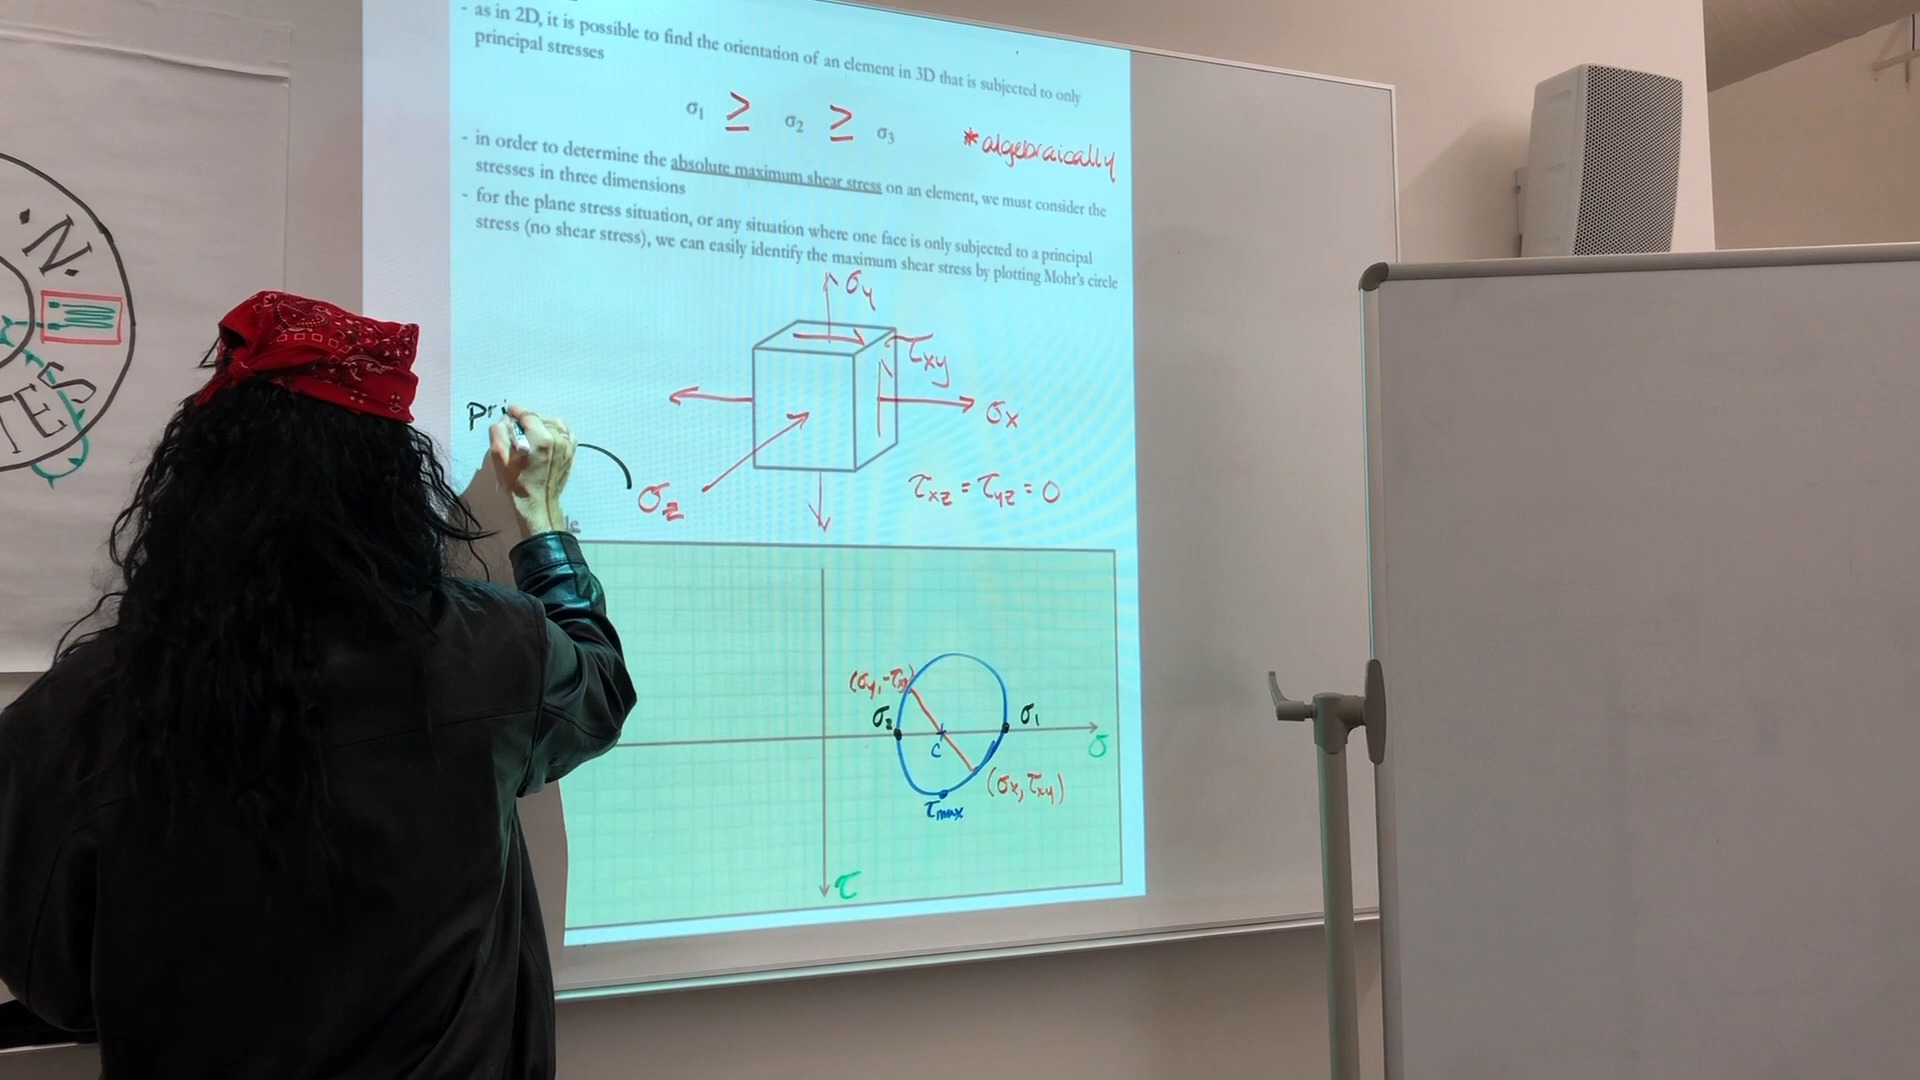 - as in 2D, it is possible to find the orientation of an element in 3D that is subjected to only
principal stresses
σ1 ≥ σ2 ≥ σ3 *algebraically
- in order to determine the absolute maximum shear stress on an element, we must consider the
stresses in three dimensions
- for the plane stress situation, or any situation where one face is only subjected to a principal
stress (no shear stress), we can easily identify the maximum shear stress by plotting Mohr's circle
σy
τxy
σx
pri
σz
τxz = τyz = 0
le
(σy, -τxy)
σ2
σ1
C
σ
(σx, τxy)
τmax
τ
N
TES